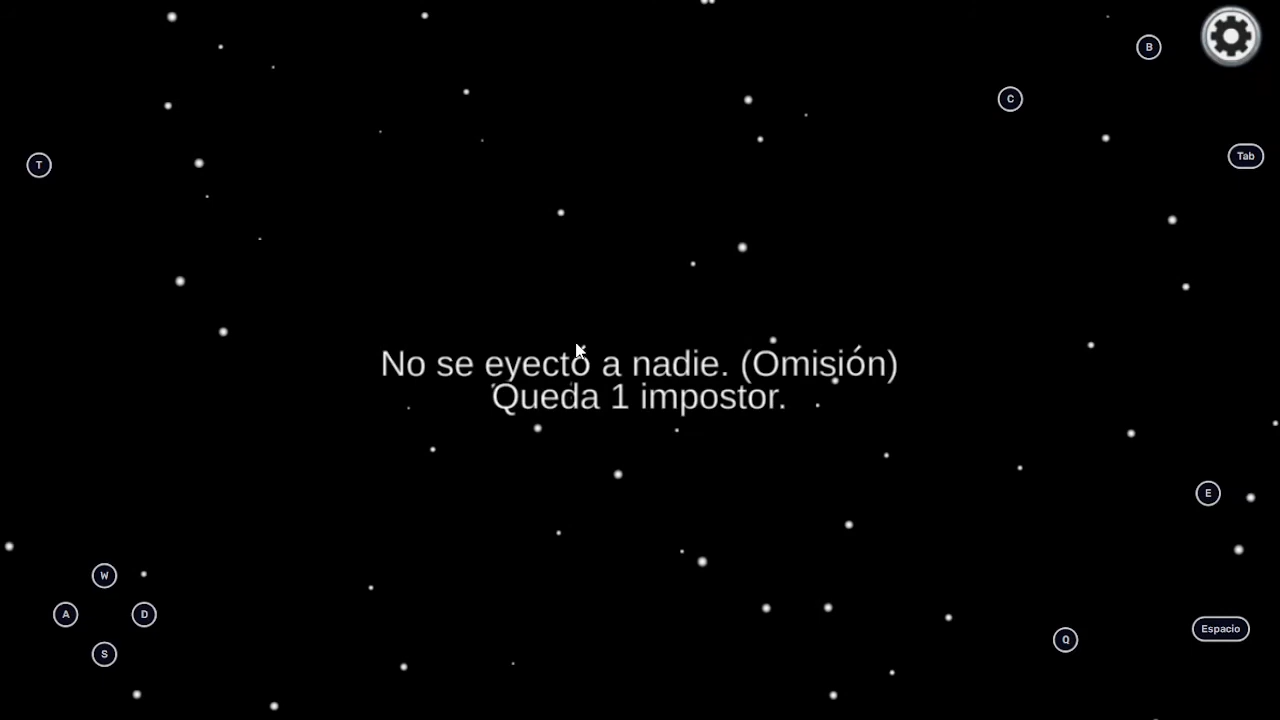 B
C
T
Tab
No se eyectó a nadie. (Omisión)
Queda 1 impostor.
E
W
A D
S
Q
Espacio